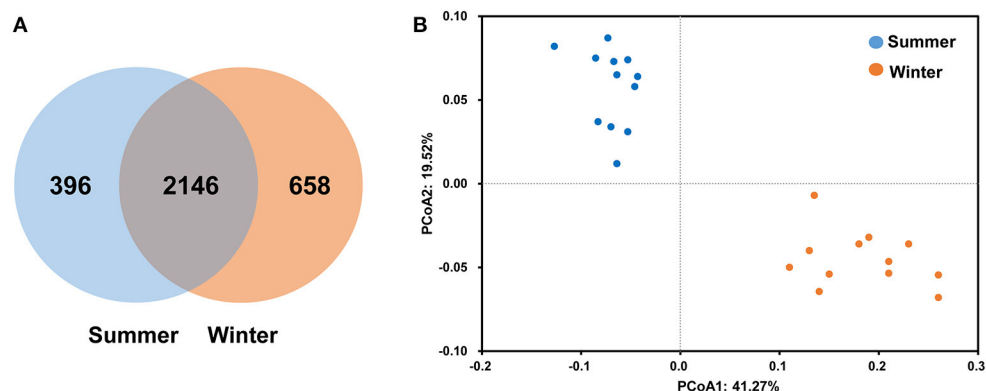 A
396
2146
658
Summer
Winter
B
PCoA2: 19.52%
0.10
0.05
0.00
-0.05
-0.10
Summer
Winter
-0.2
-0.1
0.0
0.1
0.2
0.3
PCoA1: 41.27%